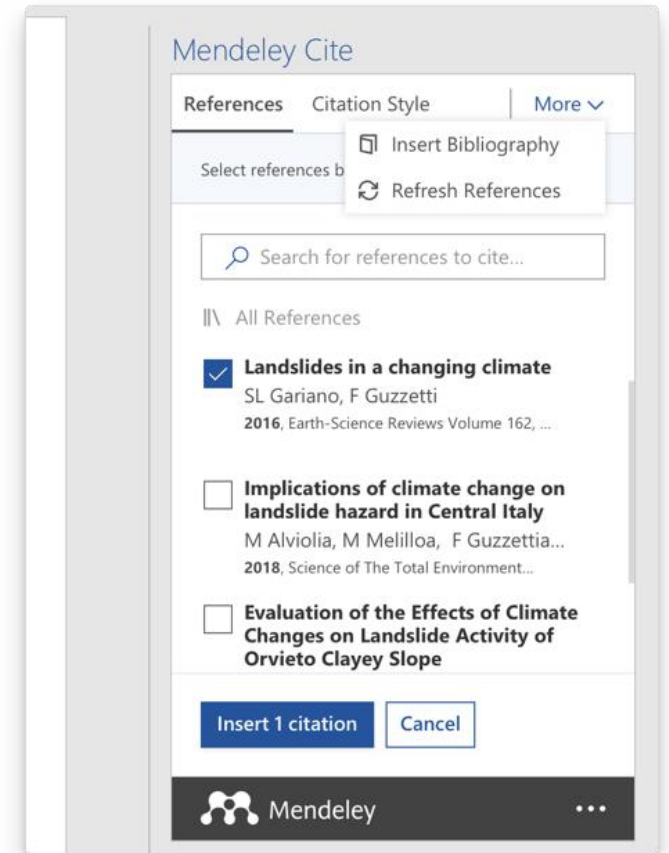 Mendeley Cite
References Citation Style More
Insert Bibliography
Select references b
Refresh References
Search for references to cite...
All References
Landslides in a changing climate
SL Gariano, F Guzzetti
2016, Earth-Science Reviews Volume 162, ...
Implications of climate change on
landslide hazard in Central Italy
M Alviolia, M Melilloa, F Guzzettia...
2018, Science of The Total Environment...
Evaluation of the Effects of Climate
Changes on Landslide Activity of
Orvieto Clayey Slope
Insert 1 citation Cancel
Mendeley ...